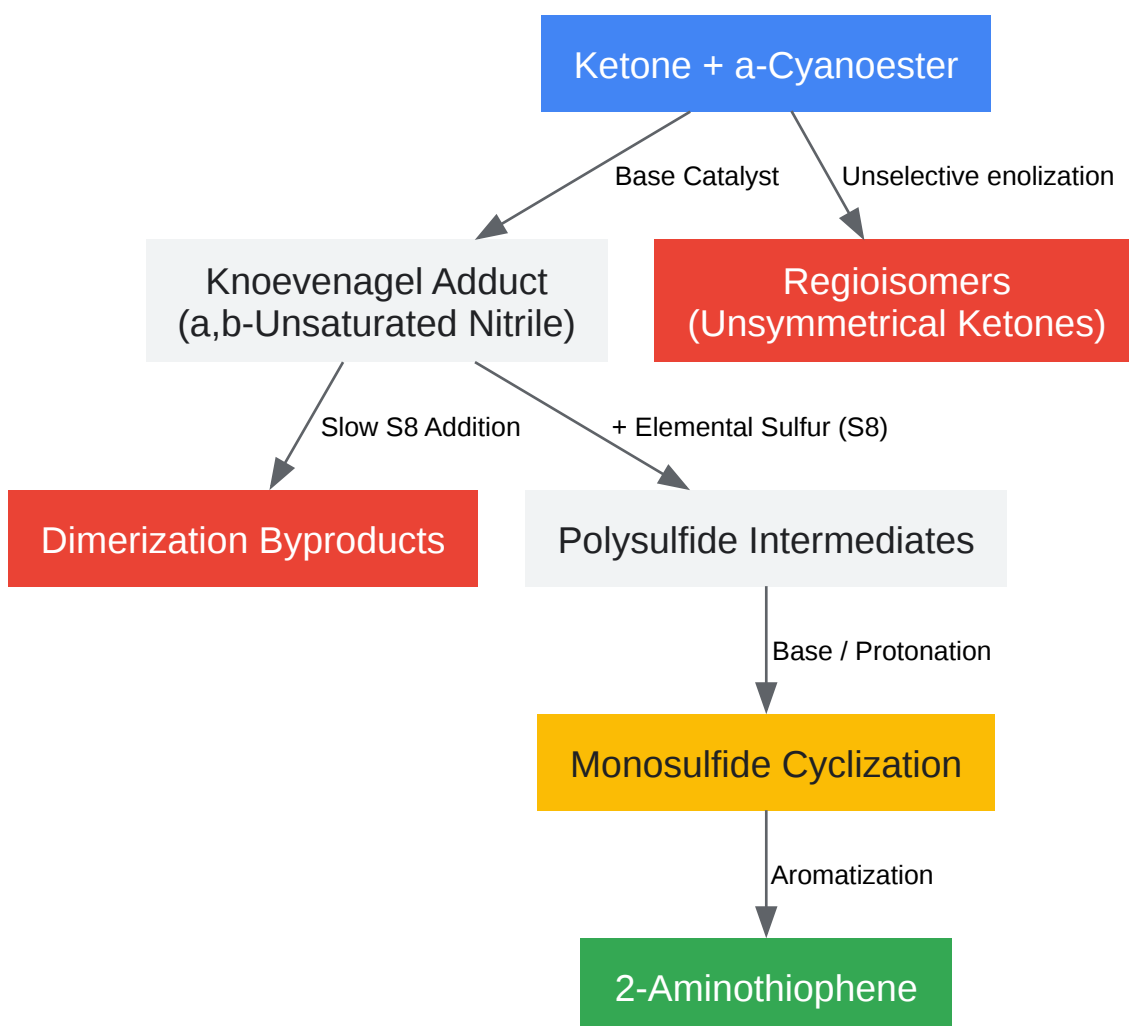 Ketone + a-Cyanoester
Base Catalyst
Unselective enolization
Knoevenagel Adduct
(a,b-Unsaturated Nitrile)
Regioisomers
(Unsymmetrical Ketones)
Slow S8 Addition
+ Elemental Sulfur (S8)
Dimerization Byproducts
Polysulfide Intermediates
Base / Protonation
Monosulfide Cyclization
Aromatization
2-Aminothiophene